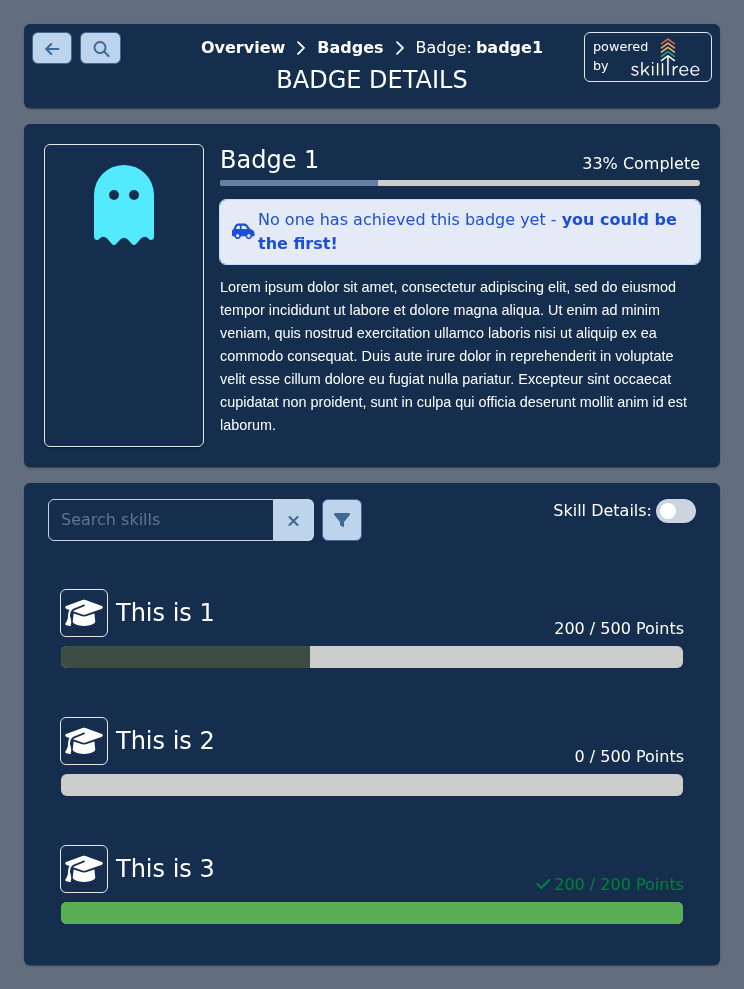 Overview > Badges > Badge: badge1
BADGE DETAILS
powered
by
skilltree
Badge 1
33% Complete
No one has achieved this badge yet - you could be
the first!
Lorem ipsum dolor sit amet, consectetur adipiscing elit, sed do eiusmod
tempor incididunt ut labore et dolore magna aliqua. Ut enim ad minim
veniam, quis nostrud exercitation ullamco laboris nisi ut aliquip ex ea
commodo consequat. Duis aute irure dolor in reprehenderit in voluptate
velit esse cillum dolore eu fugiat nulla pariatur. Excepteur sint occaecat
cupidatat non proident, sunt in culpa qui officia deserunt mollit anim id est
laborum.
Search skills
Skill Details:
This is 1
200 / 500 Points
This is 2
0 / 500 Points
This is 3
200 / 200 Points